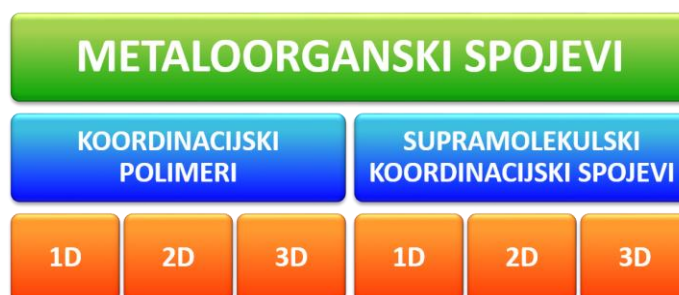 METALOORGANSKI SPOJEVI
KOORDINACIJSKI
POLIMERI
SUPRAMOLEKULSKI
KOORDINACIJSKI SPOJEVI
1D 2D 3D 1D 2D 3D